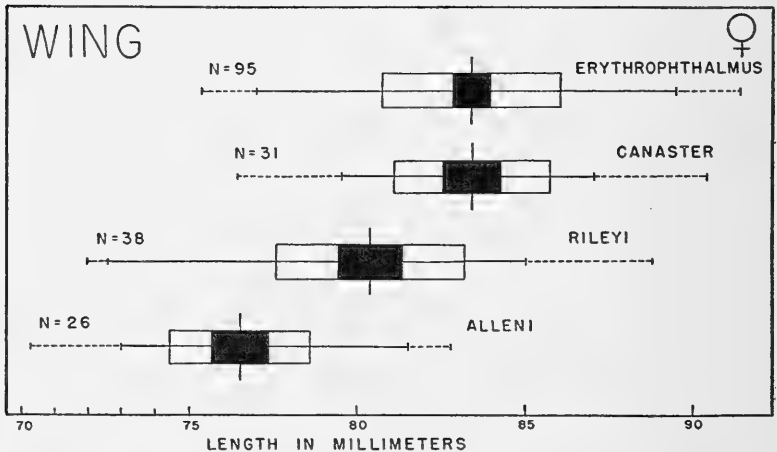 WING ♀
N=95 ERYTHROPHTHALMUS
N=31 CANASTER
N=38 RILEYI
N=26 ALLENI
70 75 80 85 90
LENGTH IN MILLIMETERS